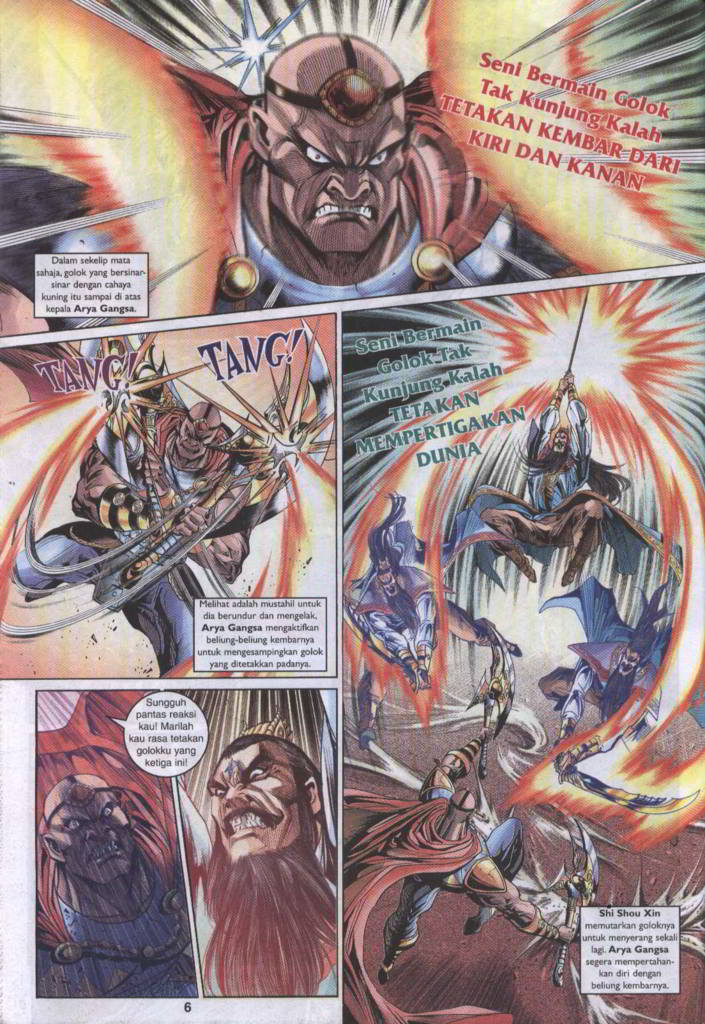 Seni Bermain Golok
Tak Kunjung Kalah
TETAKAN KEMBAR DARI
KIRI DAN KANAN
Dalam sekelip mata
sahaja, golok yang bersinar-
sinar dengan cahaya
kuning itu sampai di atas
kepala Arya Gangsa.
TANG! TANG!
Melihat adalah mustahil untuk
dia berundur dan mengelak,
Arya Gangsa mengaktifkan
beliung-beliung kembarnya
untuk mengesampingkan golok
yang ditetakkan padanya.
Seni Bermain
Golok Tak
Kunjung Kalah
TETAKAN
MEMPERTIGAKAN
DUNIA
Sungguh
pantas reaksi
kau! Marilah
kau rasa tetakan
golokku yang
ketiga ini!
Shi Shou Xin
memutarkan goloknya
untuk menyerang sekali
lagi. Arya Gangsa
segera mempertahan-
kan diri dengan
beliung kembarnya.
6